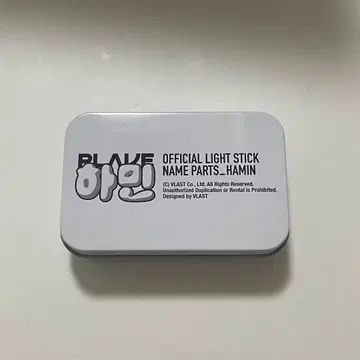 PLAVE
하민
OFFICIAL LIGHT STICK
NAME PARTS_HAMIN
(C) VLAST Co., Ltd. All Rights Reserved.
Unauthorized Duplication or Rental is Prohibited.
Designed by VLAST